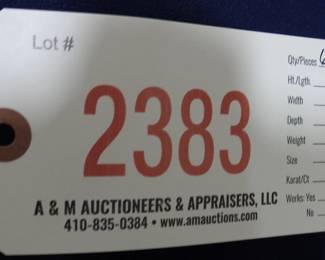 Lot #
2383
A & M AUCTIONEERS & APPRAISERS, LLC
410-835-0384 • www.amauctions.com
Qty/Pieces
Ht./Lgth.
Width
Depth
Weight
Size
Karat/Ct
Works: Yes
No